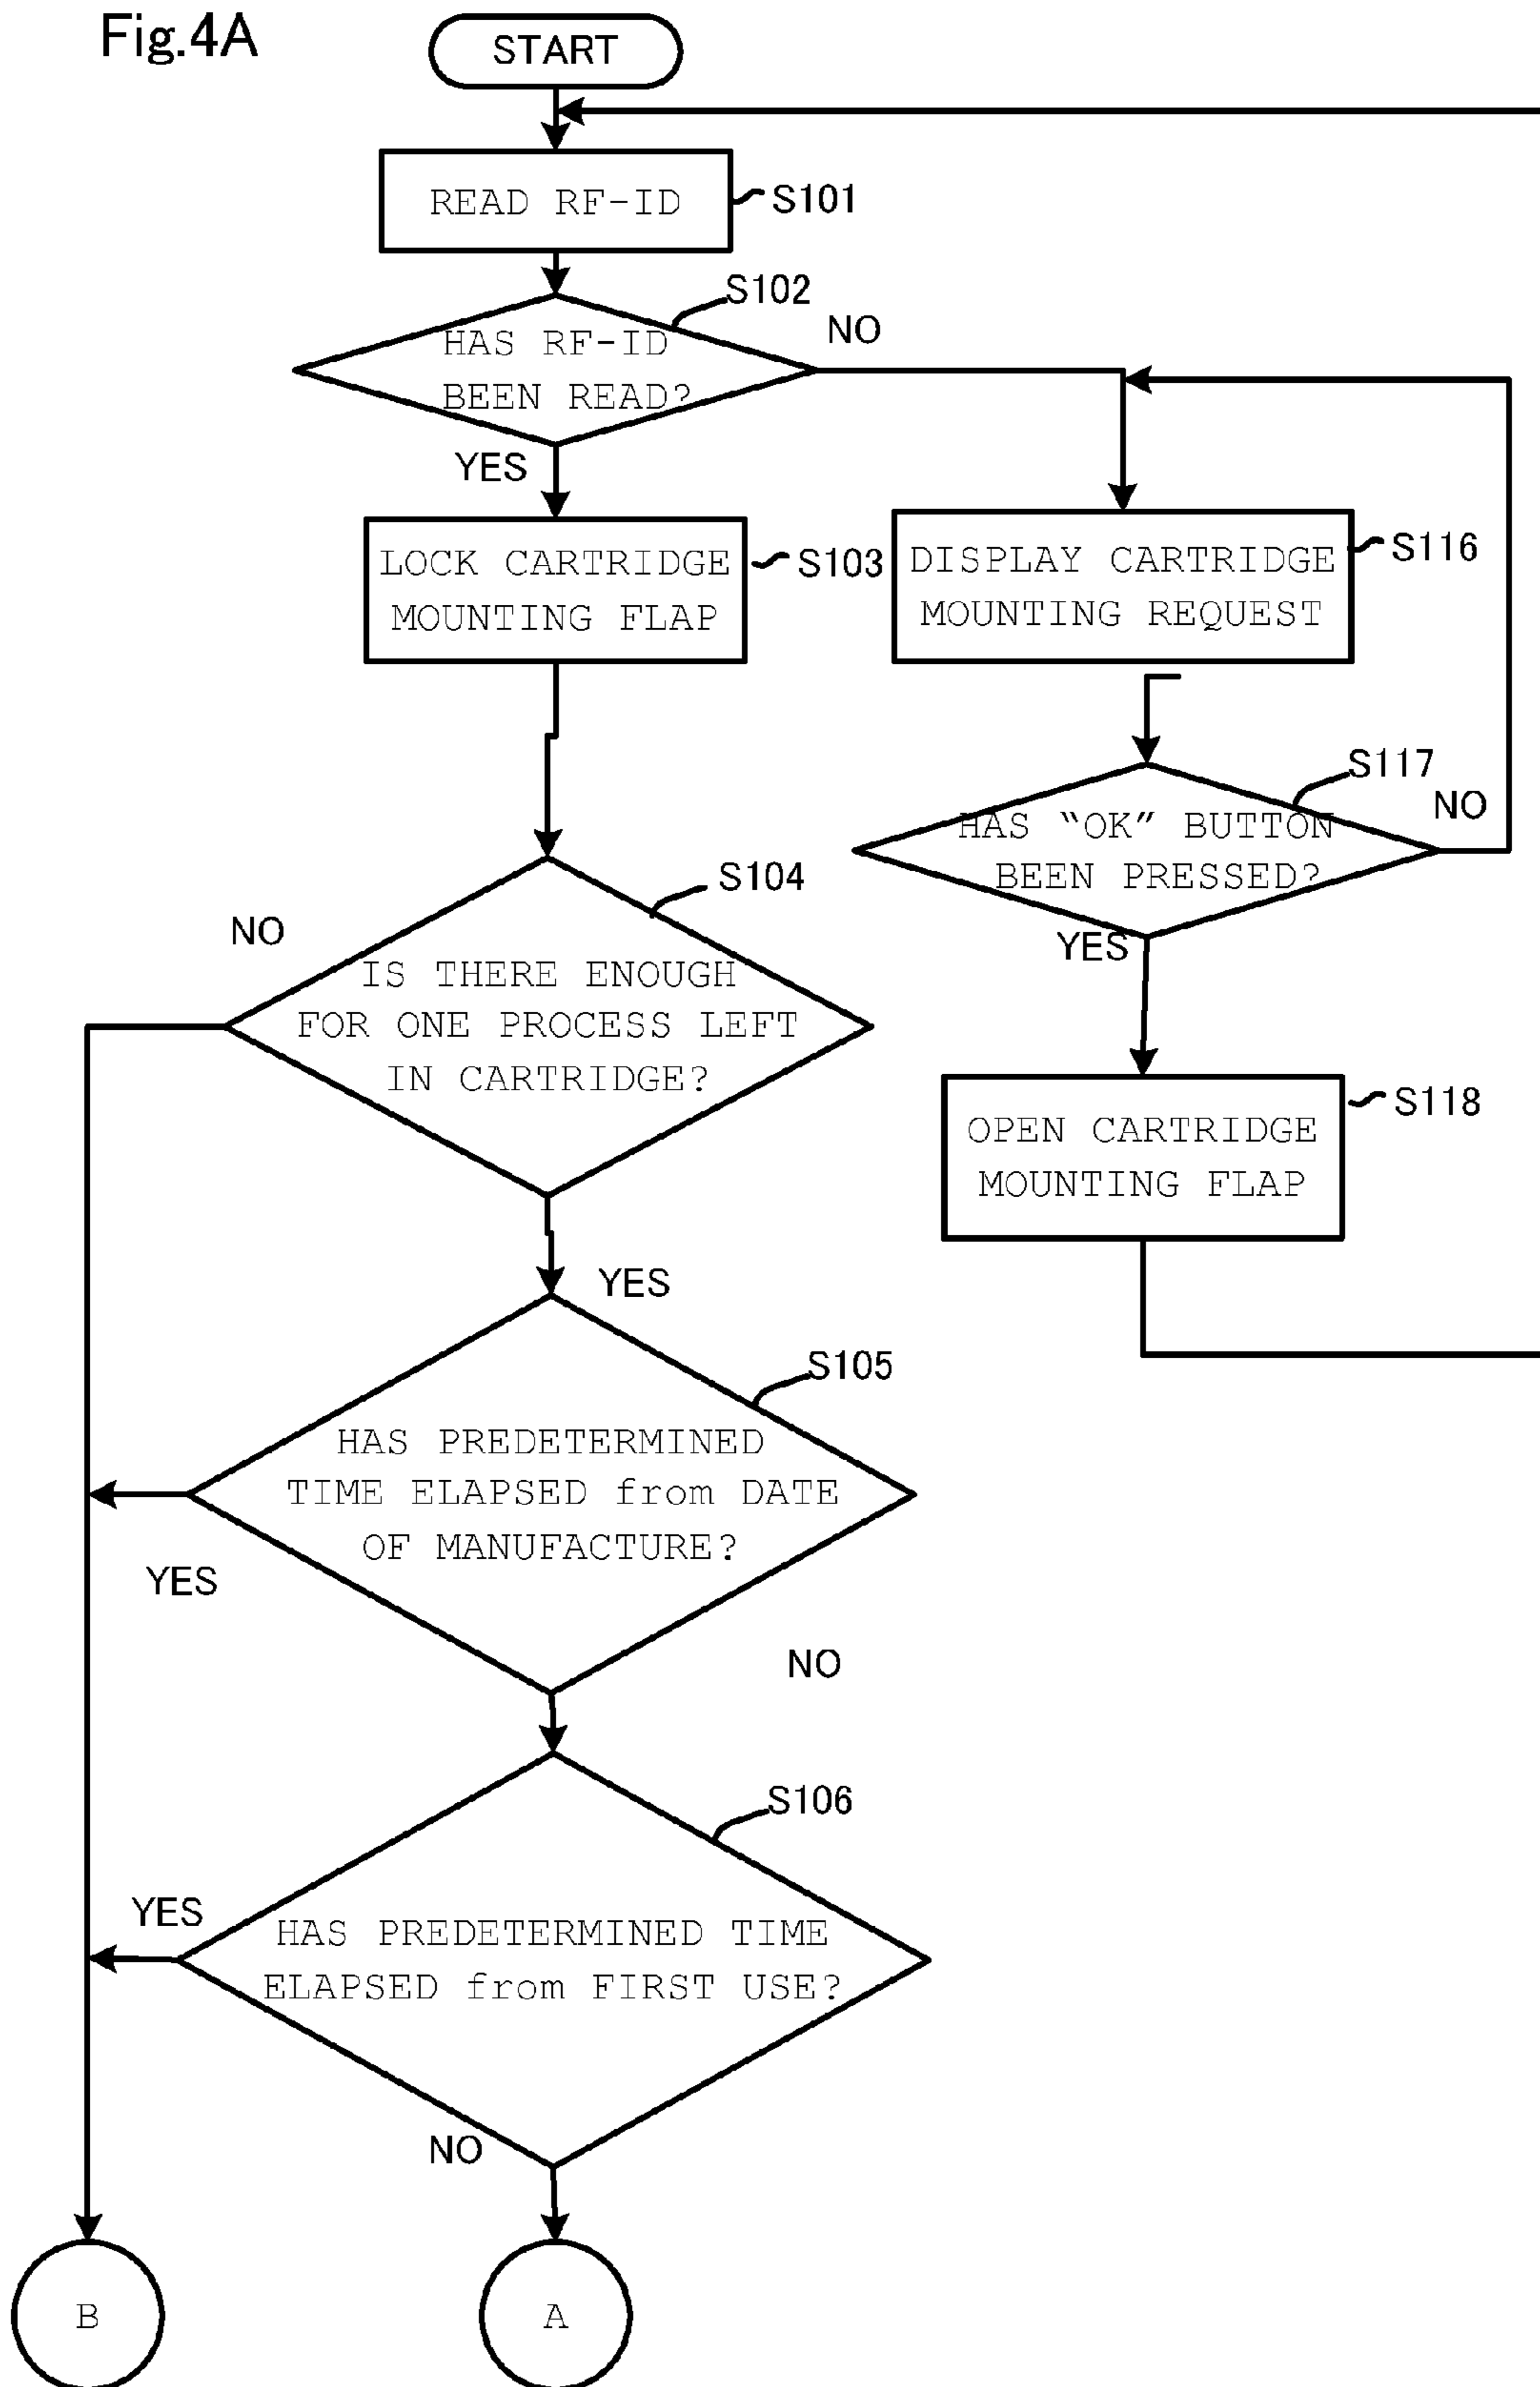 Fig.4A
START
READ RF-ID
S101
S102
HAS RF-ID
BEEN READ?
NO
YES
LOCK CARTRIDGE
MOUNTING FLAP
S103
DISPLAY CARTRIDGE
MOUNTING REQUEST
S116
S117
HAS “OK” BUTTON
BEEN PRESSED?
NO
YES
S104
NO
IS THERE ENOUGH
FOR ONE PROCESS LEFT
IN CARTRIDGE?
OPEN CARTRIDGE
MOUNTING FLAP
S118
YES
S105
HAS PREDETERMINED
TIME ELAPSED from DATE
OF MANUFACTURE?
YES
NO
S106
YES
HAS PREDETERMINED TIME
ELAPSED from FIRST USE?
NO
B
A